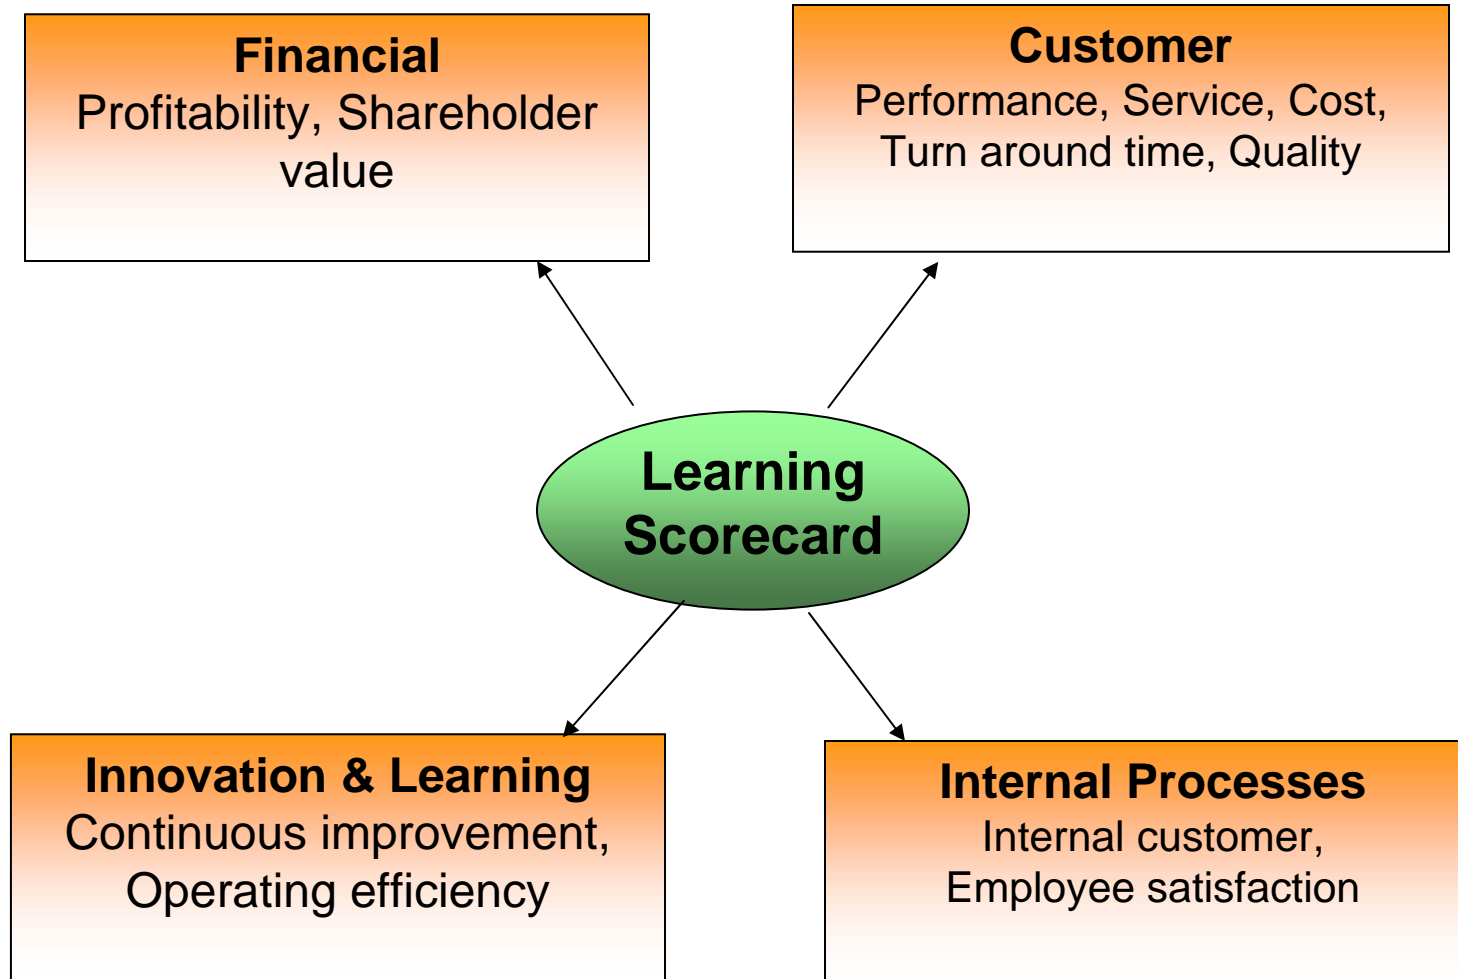 Financial
Profitability, Shareholder
value
Customer
Performance, Service, Cost,
Turn around time, Quality
Learning
Scorecard
Innovation & Learning
Continuous improvement,
Operating efficiency
Internal Processes
Internal customer,
Employee satisfaction